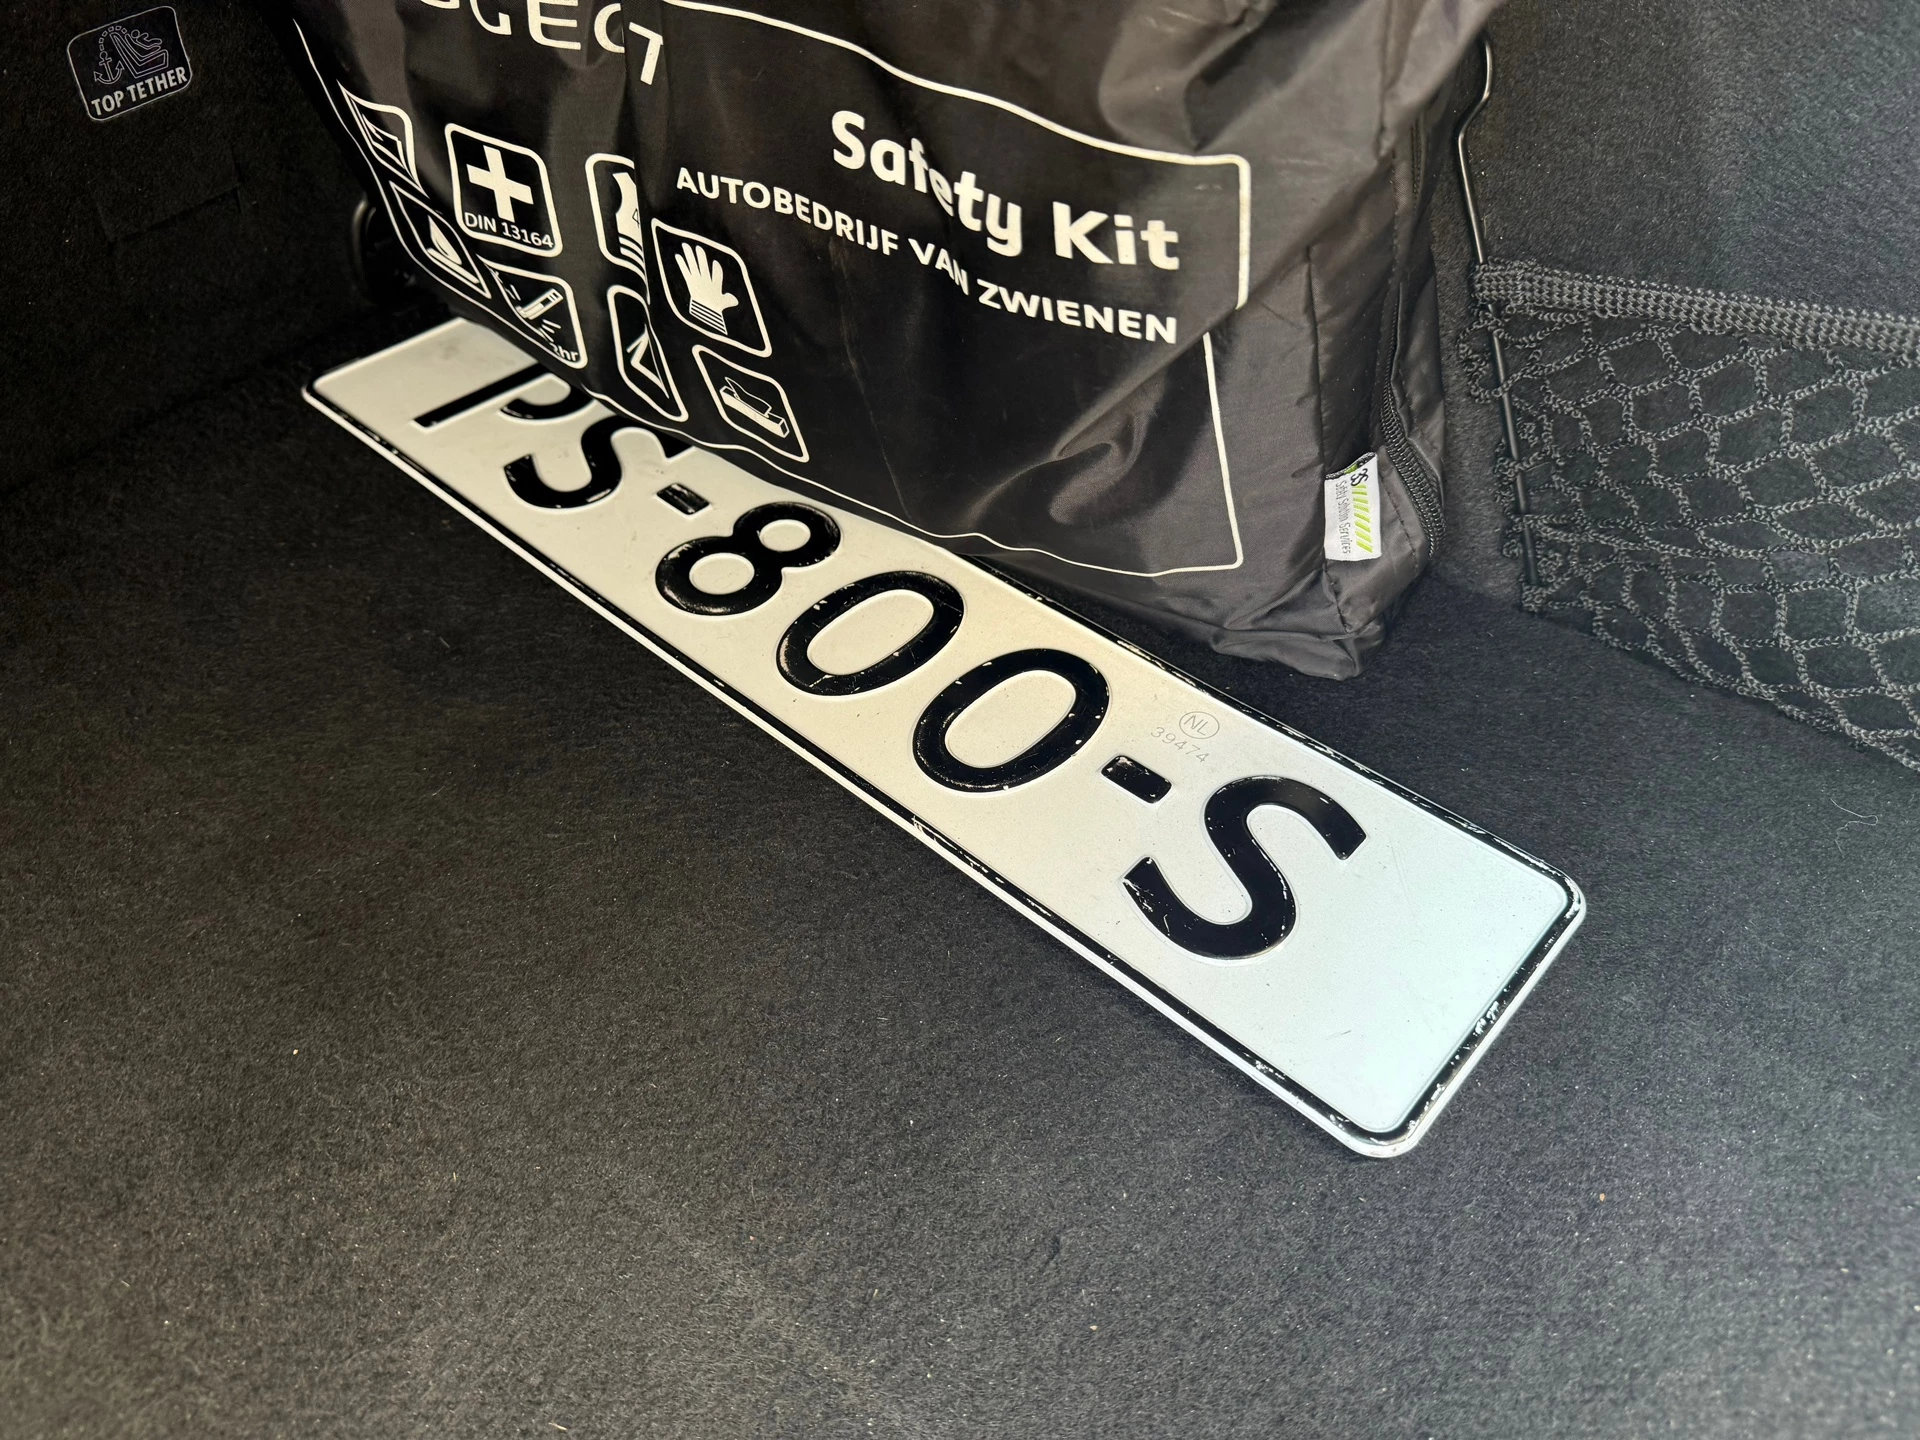 TOP TETHER
Safety Kit
AUTOBEDRIJF VAN ZWIENEN
DIN 13164
PS-800-S
NL
39474